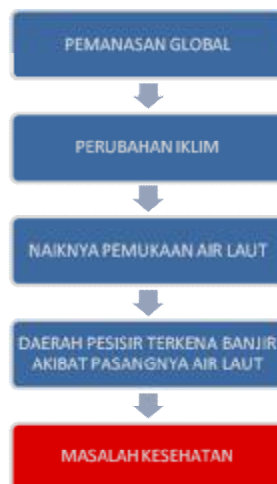 PEMANASAN GLOBAL
PERUBAHAN IKLIM
NAIKNYA PEMUKAAN AIR LAUT
DAERAH PESISIR TERKENA BANJIR
AKIBAT PASANGNYA AIR LAUT
MASALAH KESEHATAN